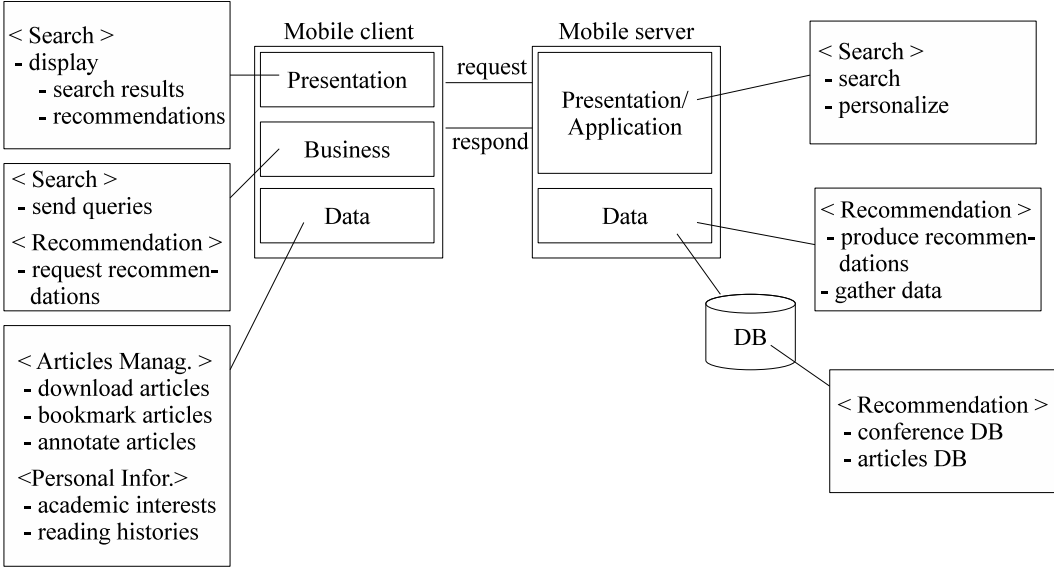 < Search >
- display
- search results
- recommendations
< Search >
- send queries
< Recommendation >
- request recommen-
dations
< Articles Manag. >
- download articles
- bookmark articles
- annotate articles
<Personal Infor.>
- academic interests
- reading histories
Mobile client
Presentation
Business
Data
request
respond
Mobile server
Presentation/
Application
Data
DB
< Search >
- search
- personalize
< Recommendation >
- produce recommen-
dations
- gather data
< Recommendation >
- conference DB
- articles DB